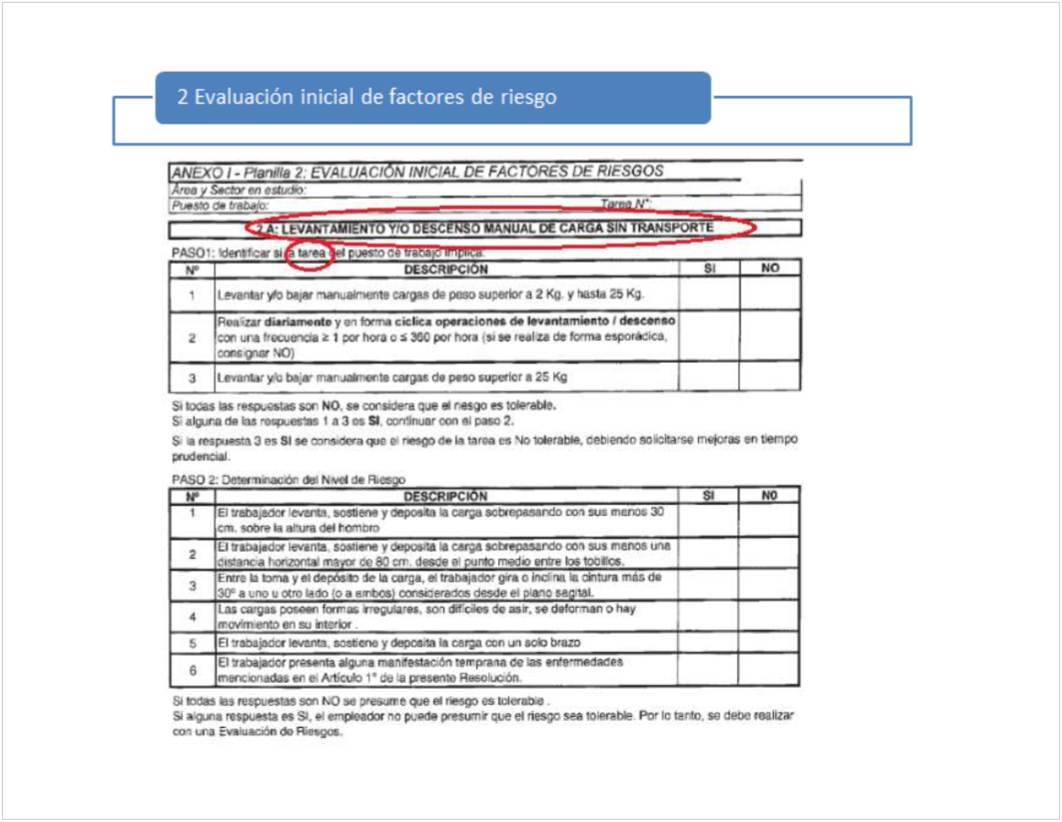 2 Evaluación inicial de factores de riesgo
ANEXO I - Planilla 2: EVALUACIÓN INICIAL DE FACTORES DE RIESGOS
Área y Sector en estudio:
Puesto de trabajo: Tarea N°:
2.A: LEVANTAMIENTO Y/O DESCENSO MANUAL DE CARGA SIN TRANSPORTE
PASO1: Identificar si la tarea del puesto de trabajo implica:
Nº DESCRIPCIÓN SI NO
1 Levantar y/o bajar manualmente cargas de peso superior a 2 Kg. y hasta 25 Kg.
Realizar diariamente y en forma cíclica operaciones de levantamiento / descenso
2 con una frecuencia ≥ 1 por hora o ≤ 360 por hora (si se realiza de forma esporádica,
consignar NO)
3 Levantar y/o bajar manualmente cargas de peso superior a 25 Kg
Si todas las respuestas son NO, se considera que el riesgo es tolerable.
Si alguna de las respuestas 1 a 3 es SI, continuar con el paso 2.
Si la respuesta 3 es SI se considera que el riesgo de la tarea es No tolerable, debiendo solicitarse mejoras en tiempo
prudencial.
PASO 2: Determinación del Nivel de Riesgo
Nº DESCRIPCIÓN SI NO
1 El trabajador levanta, sostiene y deposita la carga sobrepasando con sus manos 30
cm. sobre la altura del hombro
2 El trabajador levanta, sostiene y deposita la carga sobrepasando con sus manos una
distancia horizontal mayor de 80 cm. desde el punto medio entre los tobillos.
3 Entre la toma y el depósito de la carga, el trabajador gira o inclina la cintura más de
30º a uno u otro lado (o a ambos) considerados desde el plano sagital.
4 Las cargas poseen formas irregulares, son difíciles de asir, se deforman o hay
movimiento en su interior .
5 El trabajador levanta, sostiene y deposita la carga con un solo brazo
6 El trabajador presenta alguna manifestación temprana de las enfermedades
mencionadas en el Artículo 1º de la presente Resolución.
Si todas las respuestas son NO se presume que el riesgo es tolerable .
Si alguna respuesta es SI, el empleador no puede presumir que el riesgo sea tolerable. Por lo tanto, se debe realizar
con una Evaluación de Riesgos.